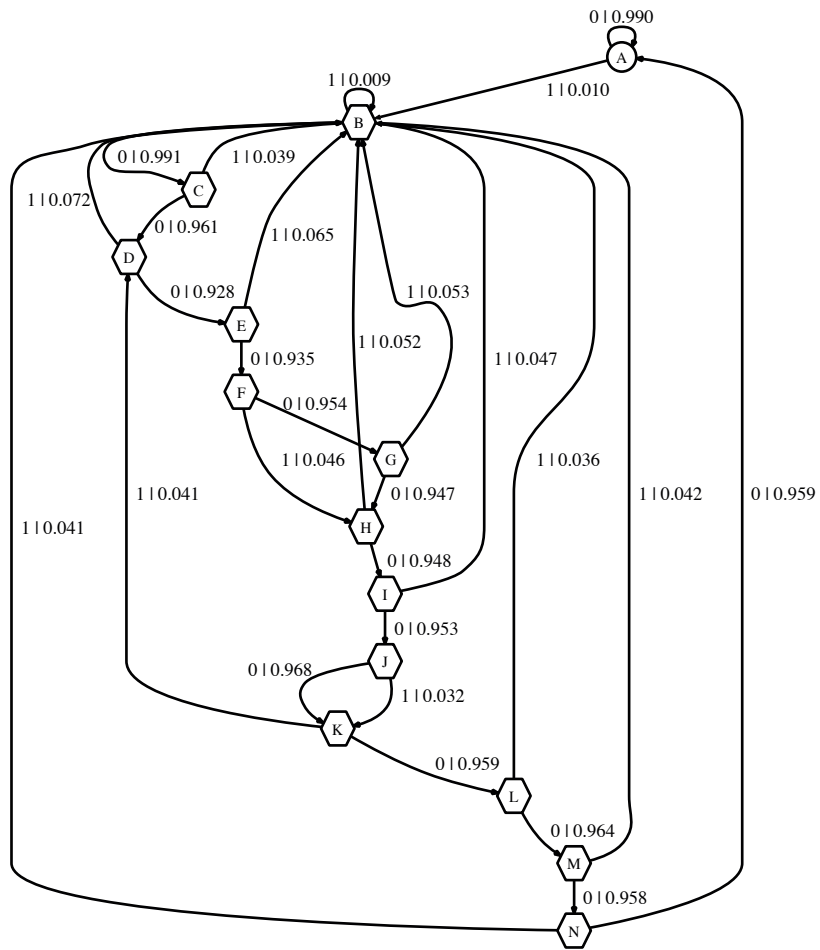 0 | 0.990
A
1 | 0.009
1 | 0.010
B
0 | 0.991
1 | 0.039
C
1 | 0.072
0 | 0.961
1 | 0.065
D
0 | 0.928
1 | 0.053
E
1 | 0.052
0 | 0.935
1 | 0.047
F
0 | 0.954
1 | 0.046
G
1 | 0.036
0 | 0.947
1 | 0.041
1 | 0.042
0 | 0.959
1 | 0.041
H
0 | 0.948
I
0 | 0.953
J
0 | 0.968
1 | 0.032
K
0 | 0.959
L
0 | 0.964
M
0 | 0.958
N